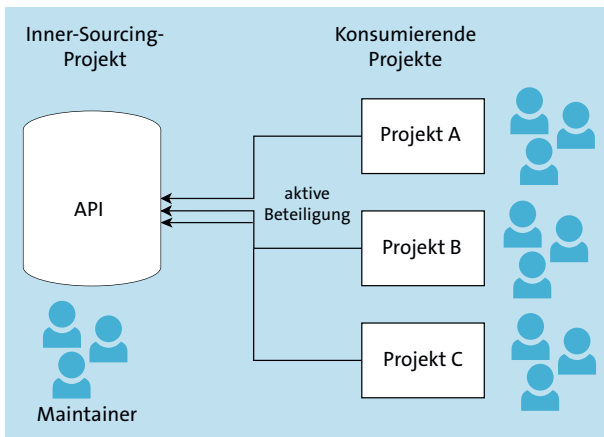 Inner-Sourcing-
Projekt
Konsumierende
Projekte
Projekt A
API
aktive
Beteiligung
Projekt B
Projekt C
Maintainer